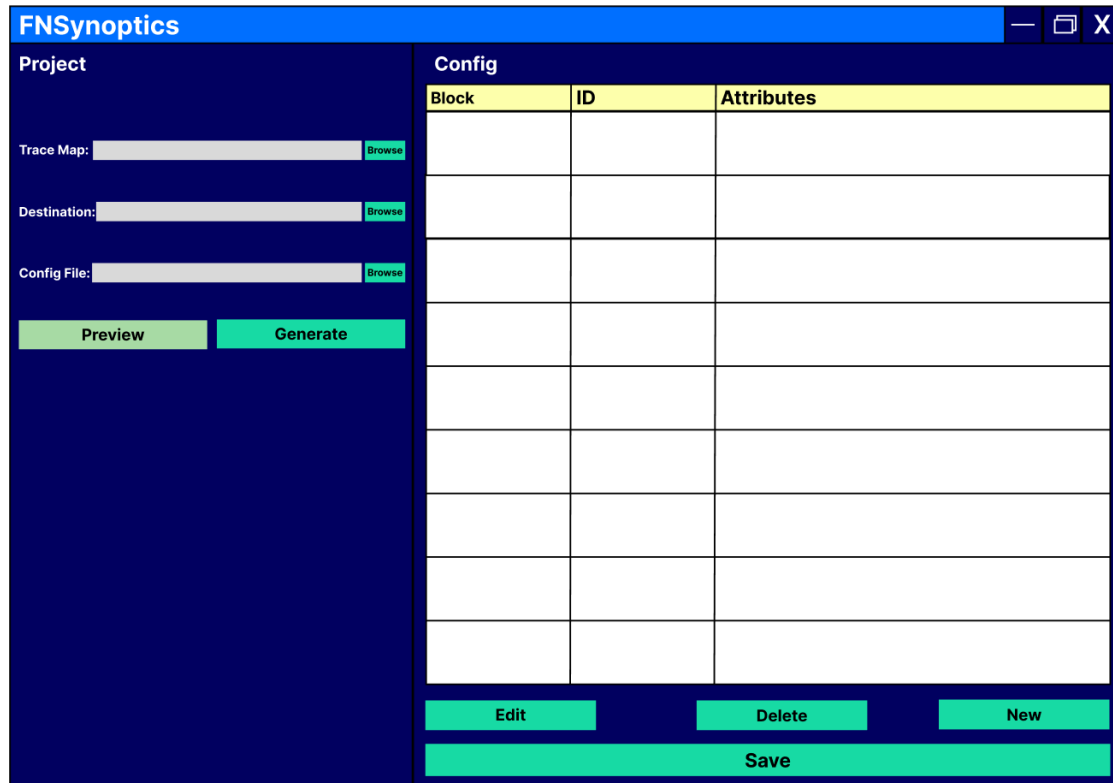 FNSynoptics X
Project
Trace Map: Browse
Destination: Browse
Config File: Browse
Preview Generate
Config
Block ID Attributes
Edit Delete New
Save